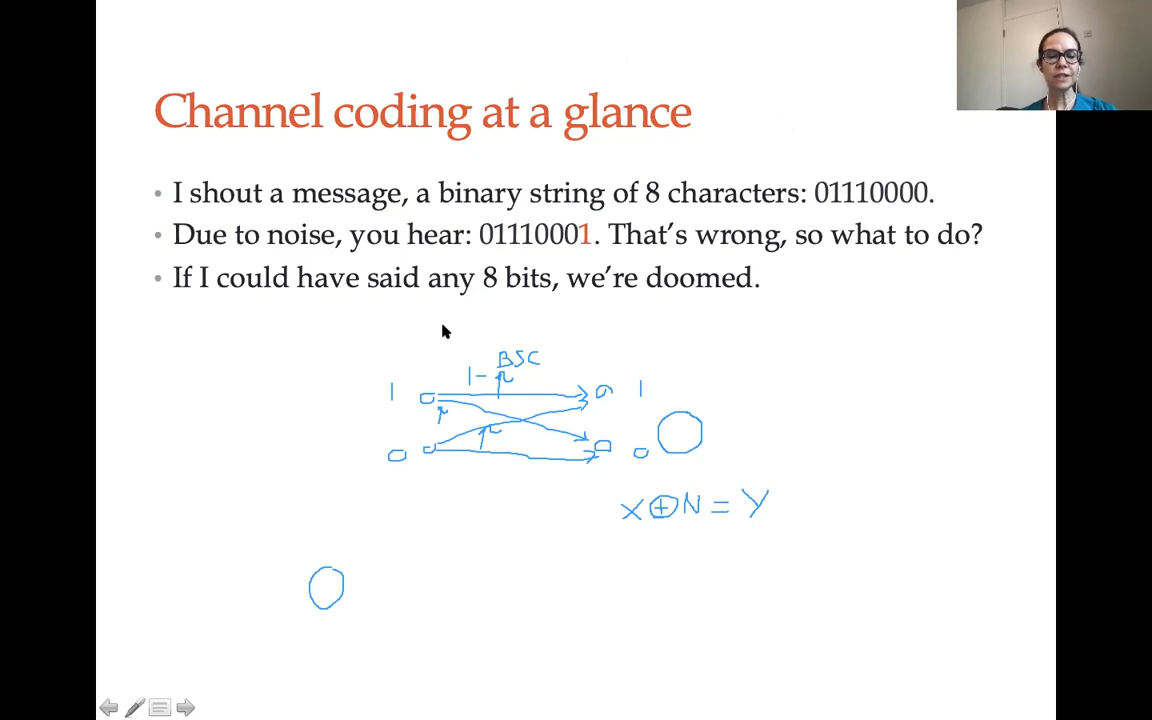 Channel coding at a glance
• I shout a message, a binary string of 8 characters: 01110000.
• Due to noise, you hear: 01110001. That's wrong, so what to do?
• If I could have said any 8 bits, we're doomed.
BSC
1-
1 1
0 0
X⊕N=Y